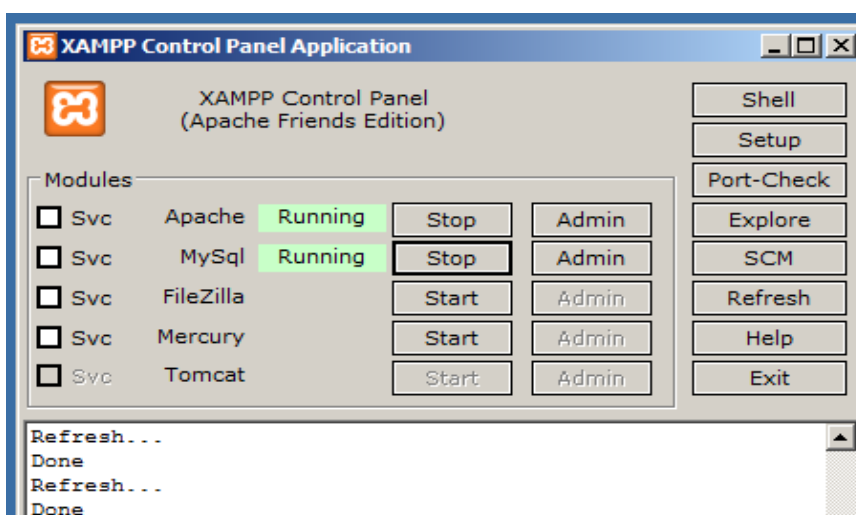 XAMPP Control Panel Application
XAMPP Control Panel
(Apache Friends Edition)
Shell
Setup
Port-Check
Explore
SCM
Refresh
Help
Exit
Modules
Svc Apache Running Stop Admin
Svc MySql Running Stop Admin
Svc FileZilla Start Admin
Svc Mercury Start Admin
Svc Tomcat Start Admin
Refresh...
Done
Refresh...
Done